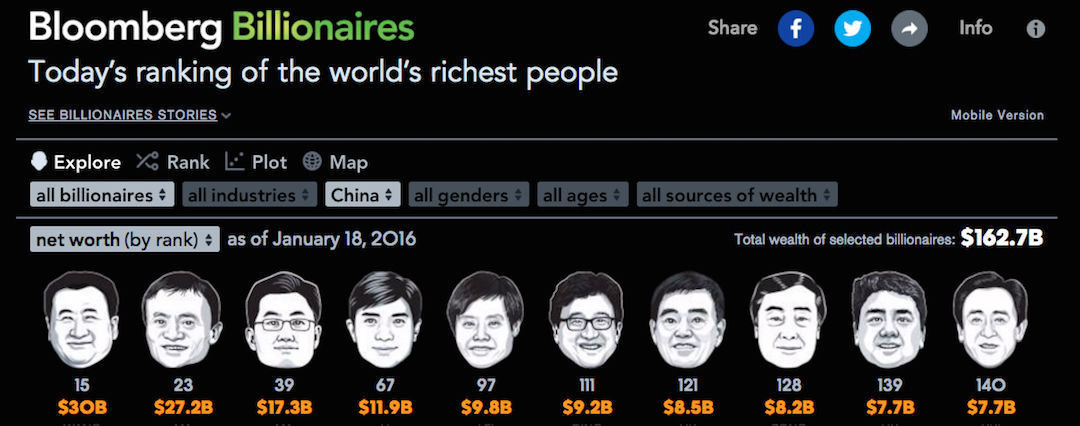 Bloomberg Billionaires
Share
Info
Today's ranking of the world's richest people
SEE BILLIONAIRES STORIES
Mobile Version
Explore Rank Plot Map
all billionaires all industries China all genders all ages all sources of wealth
net worth (by rank) as of January 18, 2016
Total wealth of selected billionaires: $162.7B
15 23 39 67 97 111 121 128 139 140
$30B $27.2B $17.3B $11.9B $9.8B $9.2B $8.5B $8.2B $7.7B $7.7B